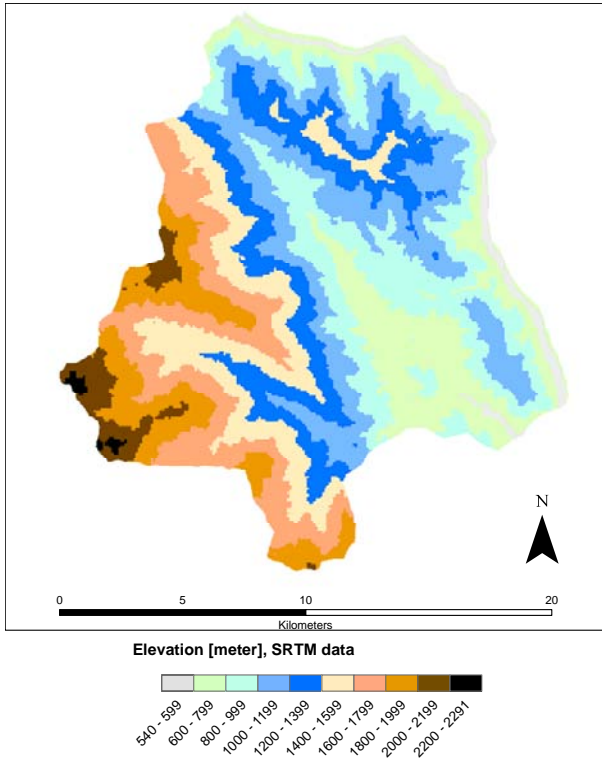 N
0 5 10 20
Kilometers
Elevation [meter], SRTM data
540 - 599
600 - 799
800 - 999
1000 - 1199
1200 - 1399
1400 - 1599
1600 - 1799
1800 - 1999
2000 - 2199
2200 - 2291